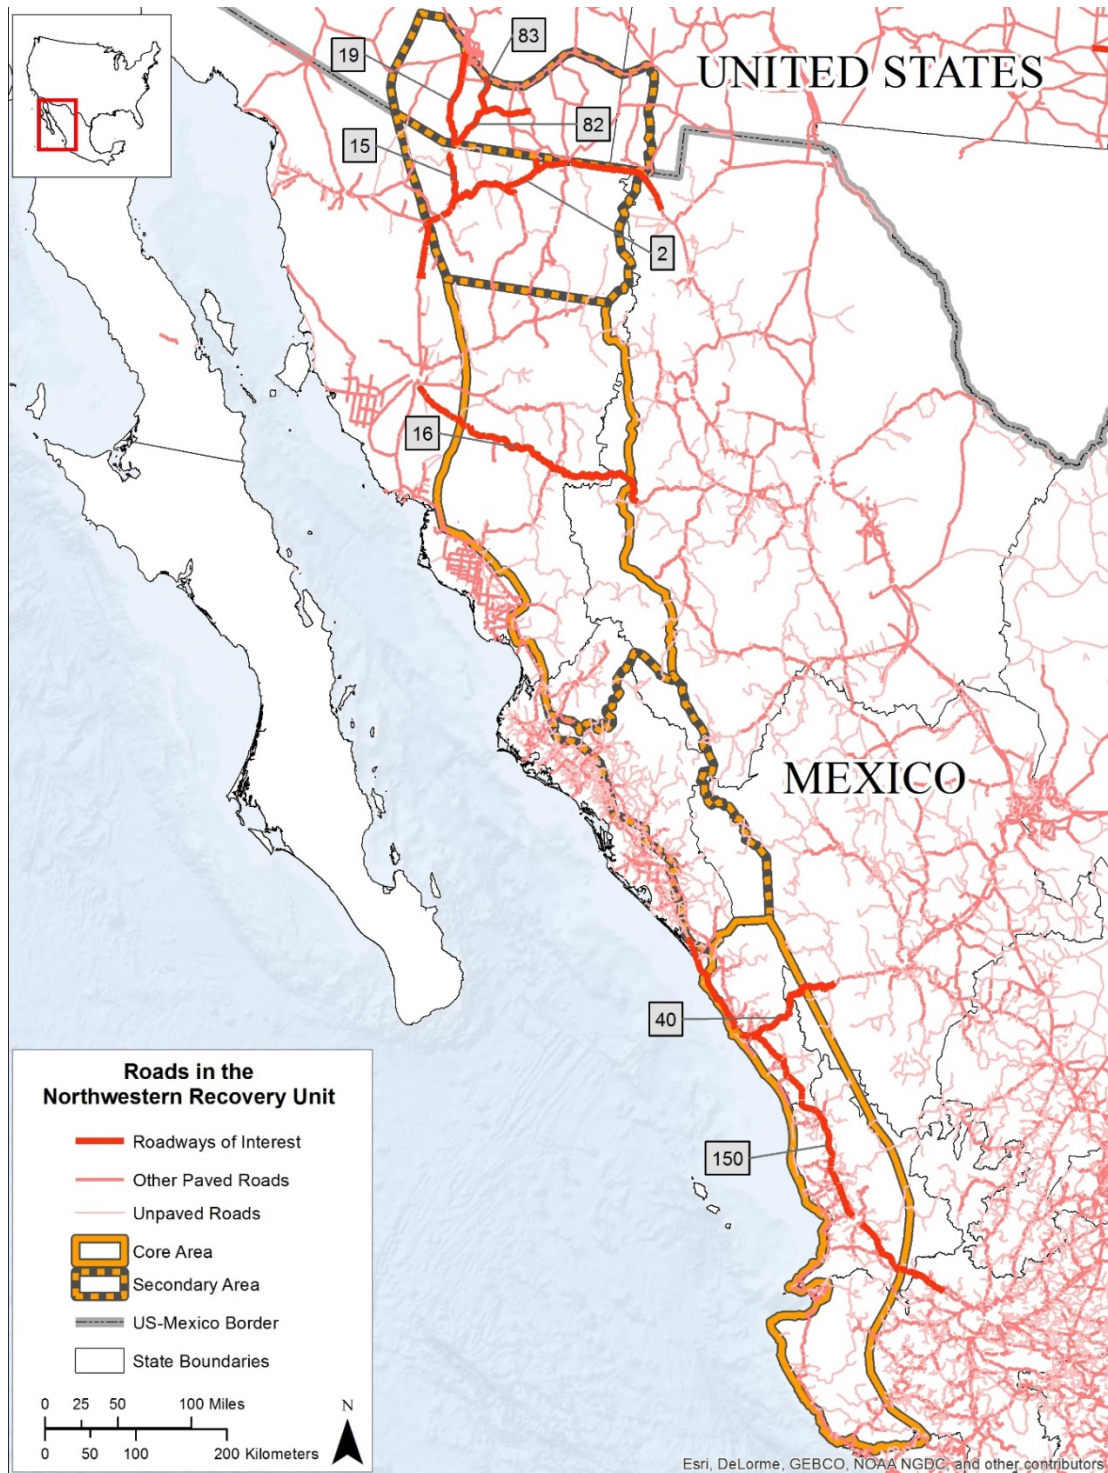 83
19
UNITED STATES
82
15
2
16
MEXICO
40
150
Roads in the
Northwestern Recovery Unit
Roadways of Interest
Other Paved Roads
Unpaved Roads
Core Area
Secondary Area
US-Mexico Border
State Boundaries
0 25 50 100 Miles
0 50 100 200 Kilometers
N
Esri, DeLorme, GEBCO, NOAA NGDC, and other contributors